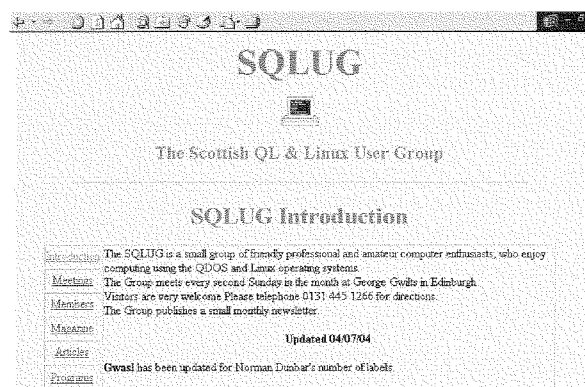 SQLUG
The Scottish QL & Linux User Group
SQLUG Introduction
Introduction
The SQLUG is a small group of friendly professional and amateur computer enthusiasts, who enjoy
computing using the QDOS and Linux operating systems.
The Group meets every second Sunday in the month at George Gwilts in Edinburgh
Visitors are very welcome Please telephone 0131 445 1266 for directions.
The Group publishes a small monthly newsletter.
Meetings
Members
Magazine
Articles
Programs
Updated 04/07/04
Gwasl has been updated for Norman Dunbar's number of labels.